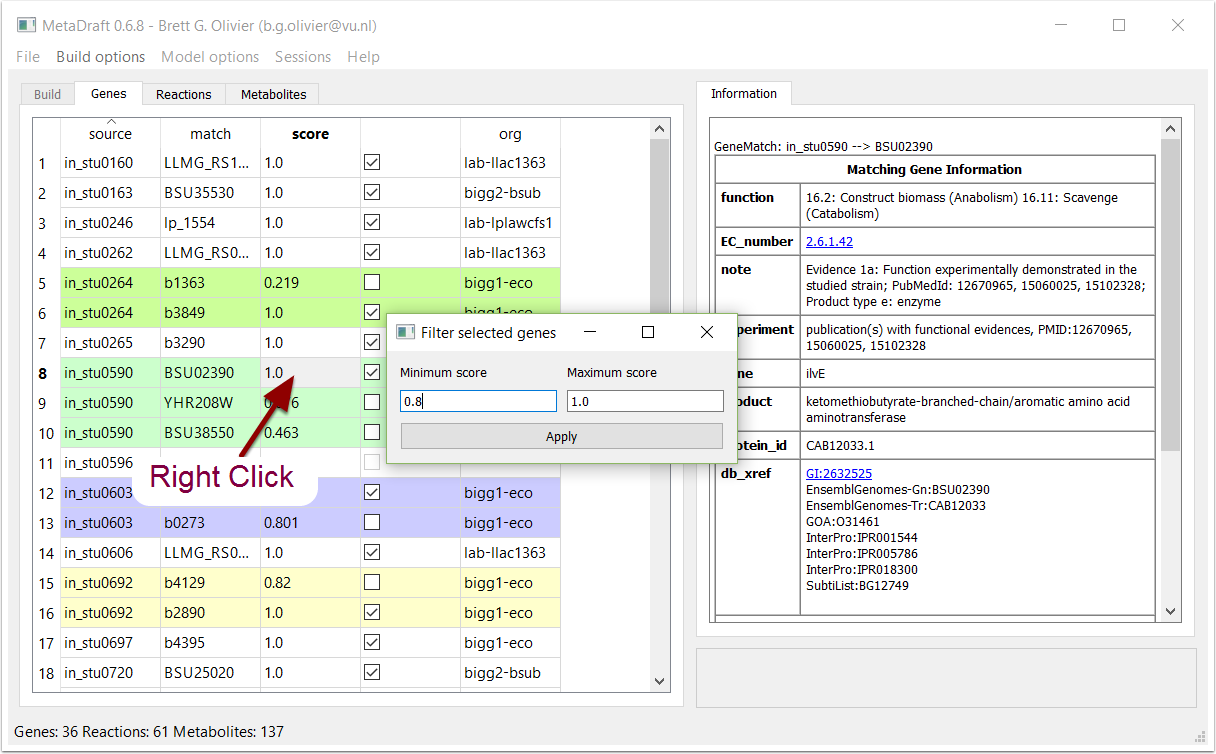 MetaDraft 0.6.8 - Brett G. Olivier (b.g.olivier@vu.nl)
File Build options Model options Sessions Help
Build Genes Reactions Metabolites
source match score org
1 in_stu0160 LLMG_RS1... 1.0 lab-llac1363
2 in_stu0163 BSU35530 1.0 bigg2-bsub
3 in_stu0246 lp_1554 1.0 lab-lplawcfs1
4 in_stu0262 LLMG_RS0... 1.0 lab-llac1363
5 in_stu0264 b1363 0.219 bigg1-eco
6 in_stu0264 b3849 1.0 bigg1-eco
7 in_stu0265 b3290 1.0
8 in_stu0590 BSU02390 1.0
9 in_stu0590 YHR208W
10 in_stu0590 BSU38550 0.463
11 in_stu0596
12 in_stu0603 bigg1-eco
13 in_stu0603 b0273 0.801 bigg1-eco
14 in_stu0606 LLMG_RS0... 1.0 lab-llac1363
15 in_stu0692 b4129 0.82 bigg1-eco
16 in_stu0692 b2890 1.0 bigg1-eco
17 in_stu0697 b4395 1.0 bigg1-eco
18 in_stu0720 BSU25020 1.0 bigg2-bsub
Right Click
Filter selected genes
Minimum score Maximum score
0.8 1.0
Apply
Information
GeneMatch: in_stu0590 --> BSU02390
Matching Gene Information
function 16.2: Construct biomass (Anabolism) 16.11: Scavenge
(Catabolism)
EC_number 2.6.1.42
note Evidence 1a: Function experimentally demonstrated in the
studied strain; PubMedId: 12670965, 15060025, 15102328;
Product type e: enzyme
periment publication(s) with functional evidences, PMID:12670965,
15060025, 15102328
ne ilvE
oduct ketomethiobutyrate-branched-chain/aromatic amino acid
aminotransferase
otein_id CAB12033.1
db_xref GI:2632525
EnsemblGenomes-Gn:BSU02390
EnsemblGenomes-Tr:CAB12033
GOA:O31461
InterPro:IPR001544
InterPro:IPR005786
InterPro:IPR018300
SubtiList:BG12749
Genes: 36 Reactions: 61 Metabolites: 137